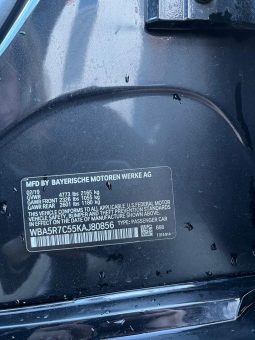 MFD BY BAYERISCHE MOTOREN WERKE AG
02/19
GVWR 4773 lbs 2165 kg
GAWR FRONT 2326 lbs 1055 kg
GAWR REAR 2601 lbs 1180 kg
THIS VEHICLE CONFORMS TO ALL APPLICABLE U.S. FEDERAL MOTOR
VEHICLE SAFETY, BUMPER AND THEFT PREVENTION STANDARDS IN
EFFECT ON THE DATE OF MANUFACTURE SHOWN ABOVE.
WBA5R7C55KAJ80856 TYPE: PASSENGER CAR
668